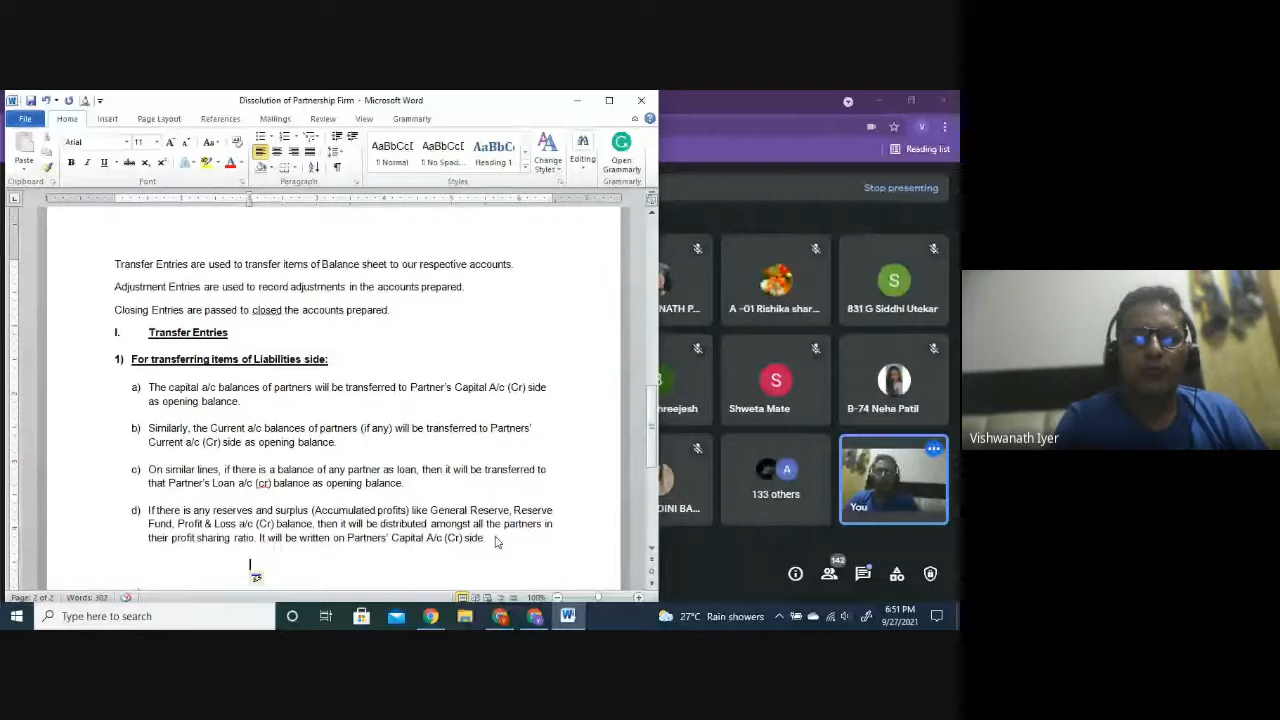 Dissolution of Partnership Firm - Microsoft Word
File Home Insert Page Layout References Mailings Review View Grammarly
Reading list
Arial 11
AaBbCcI AaBbCcI AaBbCc
Paste
¶ Normal ¶ No Spac... Heading 1
Change Styles
Editing
Open Grammarly
Clipboard Font Paragraph Styles Grammarly
Stop presenting
Transfer Entries are used to transfer items of Balance sheet to our respective accounts.
Adjustment Entries are used to record adjustments in the accounts prepared.
Closing Entries are passed to closed the accounts prepared.
I. Transfer Entries
1) For transferring items of Liabilities side:
a) The capital a/c balances of partners will be transferred to Partner's Capital A/c (Cr) side
as opening balance.
b) Similarly, the Current a/c balances of partners (if any) will be transferred to Partners'
Current a/c (Cr) side as opening balance.
c) On similar lines, if there is a balance of any partner as loan, then it will be transferred to
that Partner's Loan a/c (cr) balance as opening balance.
d) If there is any reserves and surplus (Accumulated profits) like General Reserve, Reserve
Fund, Profit & Loss a/c (Cr) balance, then it will be distributed amongst all the partners in
their profit sharing ratio. It will be written on Partners' Capital A/c (Cr) side.
NATH P...
A -01 Rishika shar...
831 G Siddhi Utekar
hreejesh
Shweta Mate
B-74 Neha Patil
DINI BA...
133 others
You
S
S
A
V
142
Vishwanath Iyer
Page: 2 of 2 Words: 302
100%
Type here to search
27°C Rain showers
6:51 PM
9/27/2021